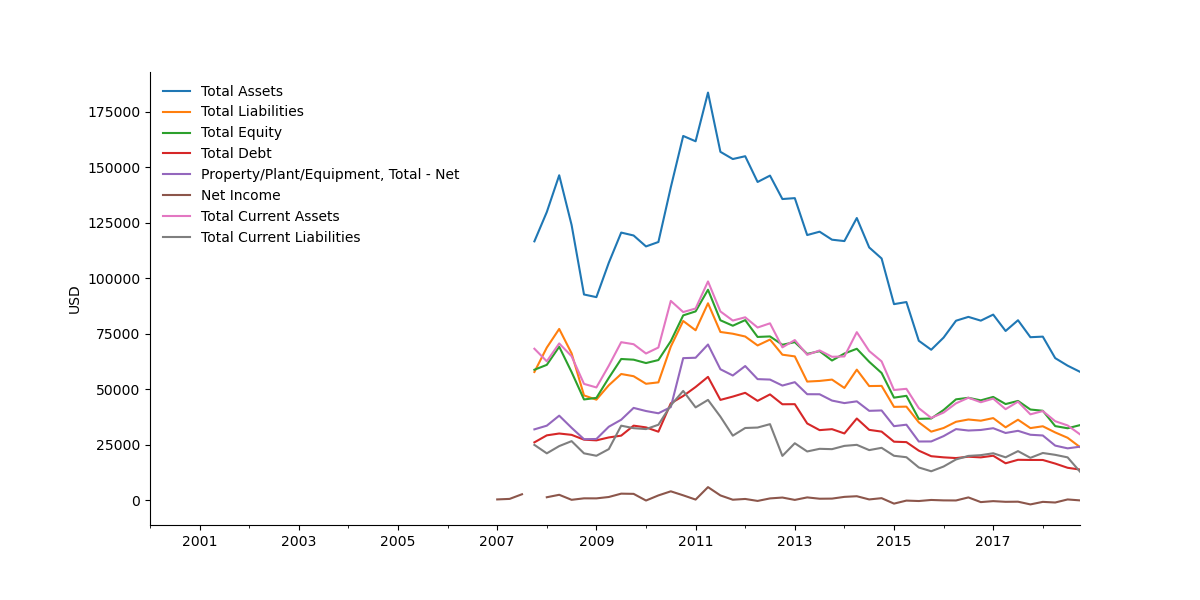 Total Assets
Total Liabilities
Total Equity
Total Debt
Property/Plant/Equipment, Total - Net
Net Income
Total Current Assets
Total Current Liabilities
USD
175000
150000
125000
100000
75000
50000
25000
0
2001 2003 2005 2007 2009 2011 2013 2015 2017